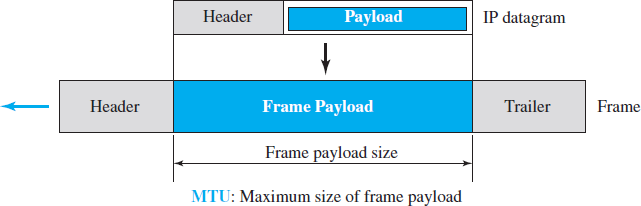 Header Payload IP datagram
Header Frame Payload Trailer Frame
Frame payload size
MTU: Maximum size of frame payload